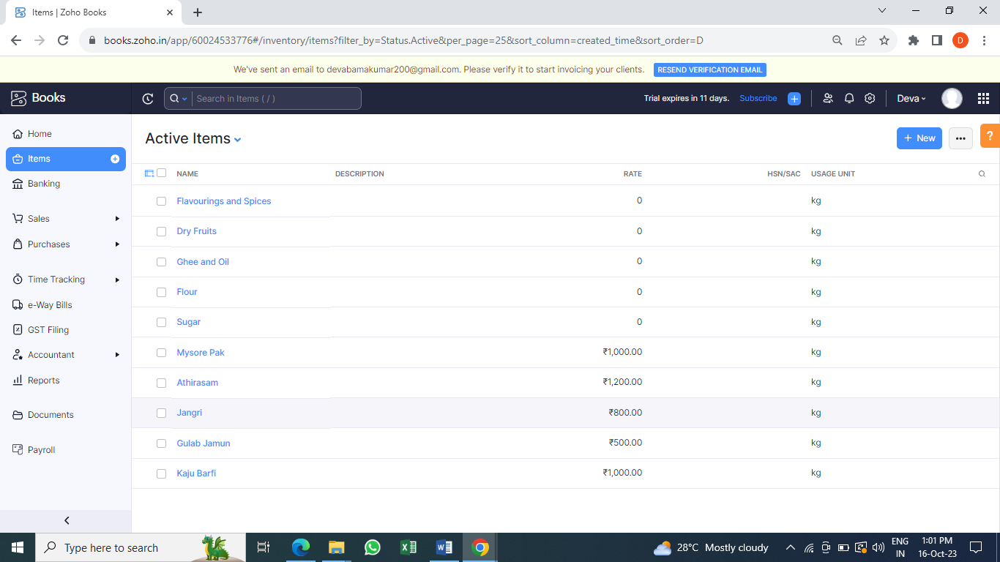 Items | Zoho Books
books.zoho.in/app/60024533776#/inventory/items?filter_by=Status.Active&per_page=25&sort_column=created_time&sort_order=D
D
We've sent an email to devabamakumar200@gmail.com. Please verify it to start invoicing your clients. RESEND VERIFICATION EMAIL
Books
Search in Items ( / )
Trial expires in 11 days. Subscribe
Deva
Home
Items
Banking
Sales
Purchases
Time Tracking
e-Way Bills
GST Filing
Accountant
Reports
Documents
Payroll
Active Items
+ New
?
NAME DESCRIPTION RATE HSN/SAC USAGE UNIT
Flavourings and Spices 0 kg
Dry Fruits 0 kg
Ghee and Oil 0 kg
Flour 0 kg
Sugar 0 kg
Mysore Pak ₹1,000.00 kg
Athirasam ₹1,200.00 kg
Jangri ₹800.00 kg
Gulab Jamun ₹500.00 kg
Kaju Barfi ₹1,000.00 kg
Type here to search
28°C Mostly cloudy
ENG
IN
1:01 PM
16-Oct-23